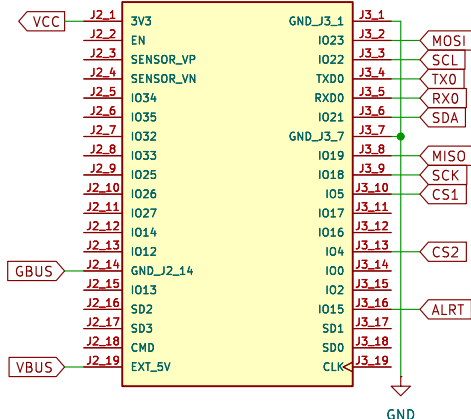 VCC J2_1 3V3 GND_J3_1 J3_1
J2_2 EN IO23 J3_2 MOSI
J2_3 SENSOR_VP IO22 J3_3 SCL
J2_4 SENSOR_VN TXD0 J3_4 TX0
J2_5 IO34 RXD0 J3_5 RX0
J2_6 IO35 IO21 J3_6 SDA
J2_7 IO32 GND_J3_7 J3_7
J2_8 IO33 IO19 J3_8 MISO
J2_9 IO25 IO18 J3_9 SCK
J2_10 IO26 IO5 J3_10 CS1
J2_11 IO27 IO17 J3_11
J2_12 IO14 IO16 J3_12
J2_13 IO12 IO4 J3_13 CS2
GBUS J2_14 GND_J2_14 IO0 J3_14
J2_15 IO13 IO2 J3_15
J2_16 SD2 IO15 J3_16 ALRT
J2_17 SD3 SD1 J3_17
J2_18 CMD SD0 J3_18
VBUS J2_19 EXT_5V CLK J3_19
GND